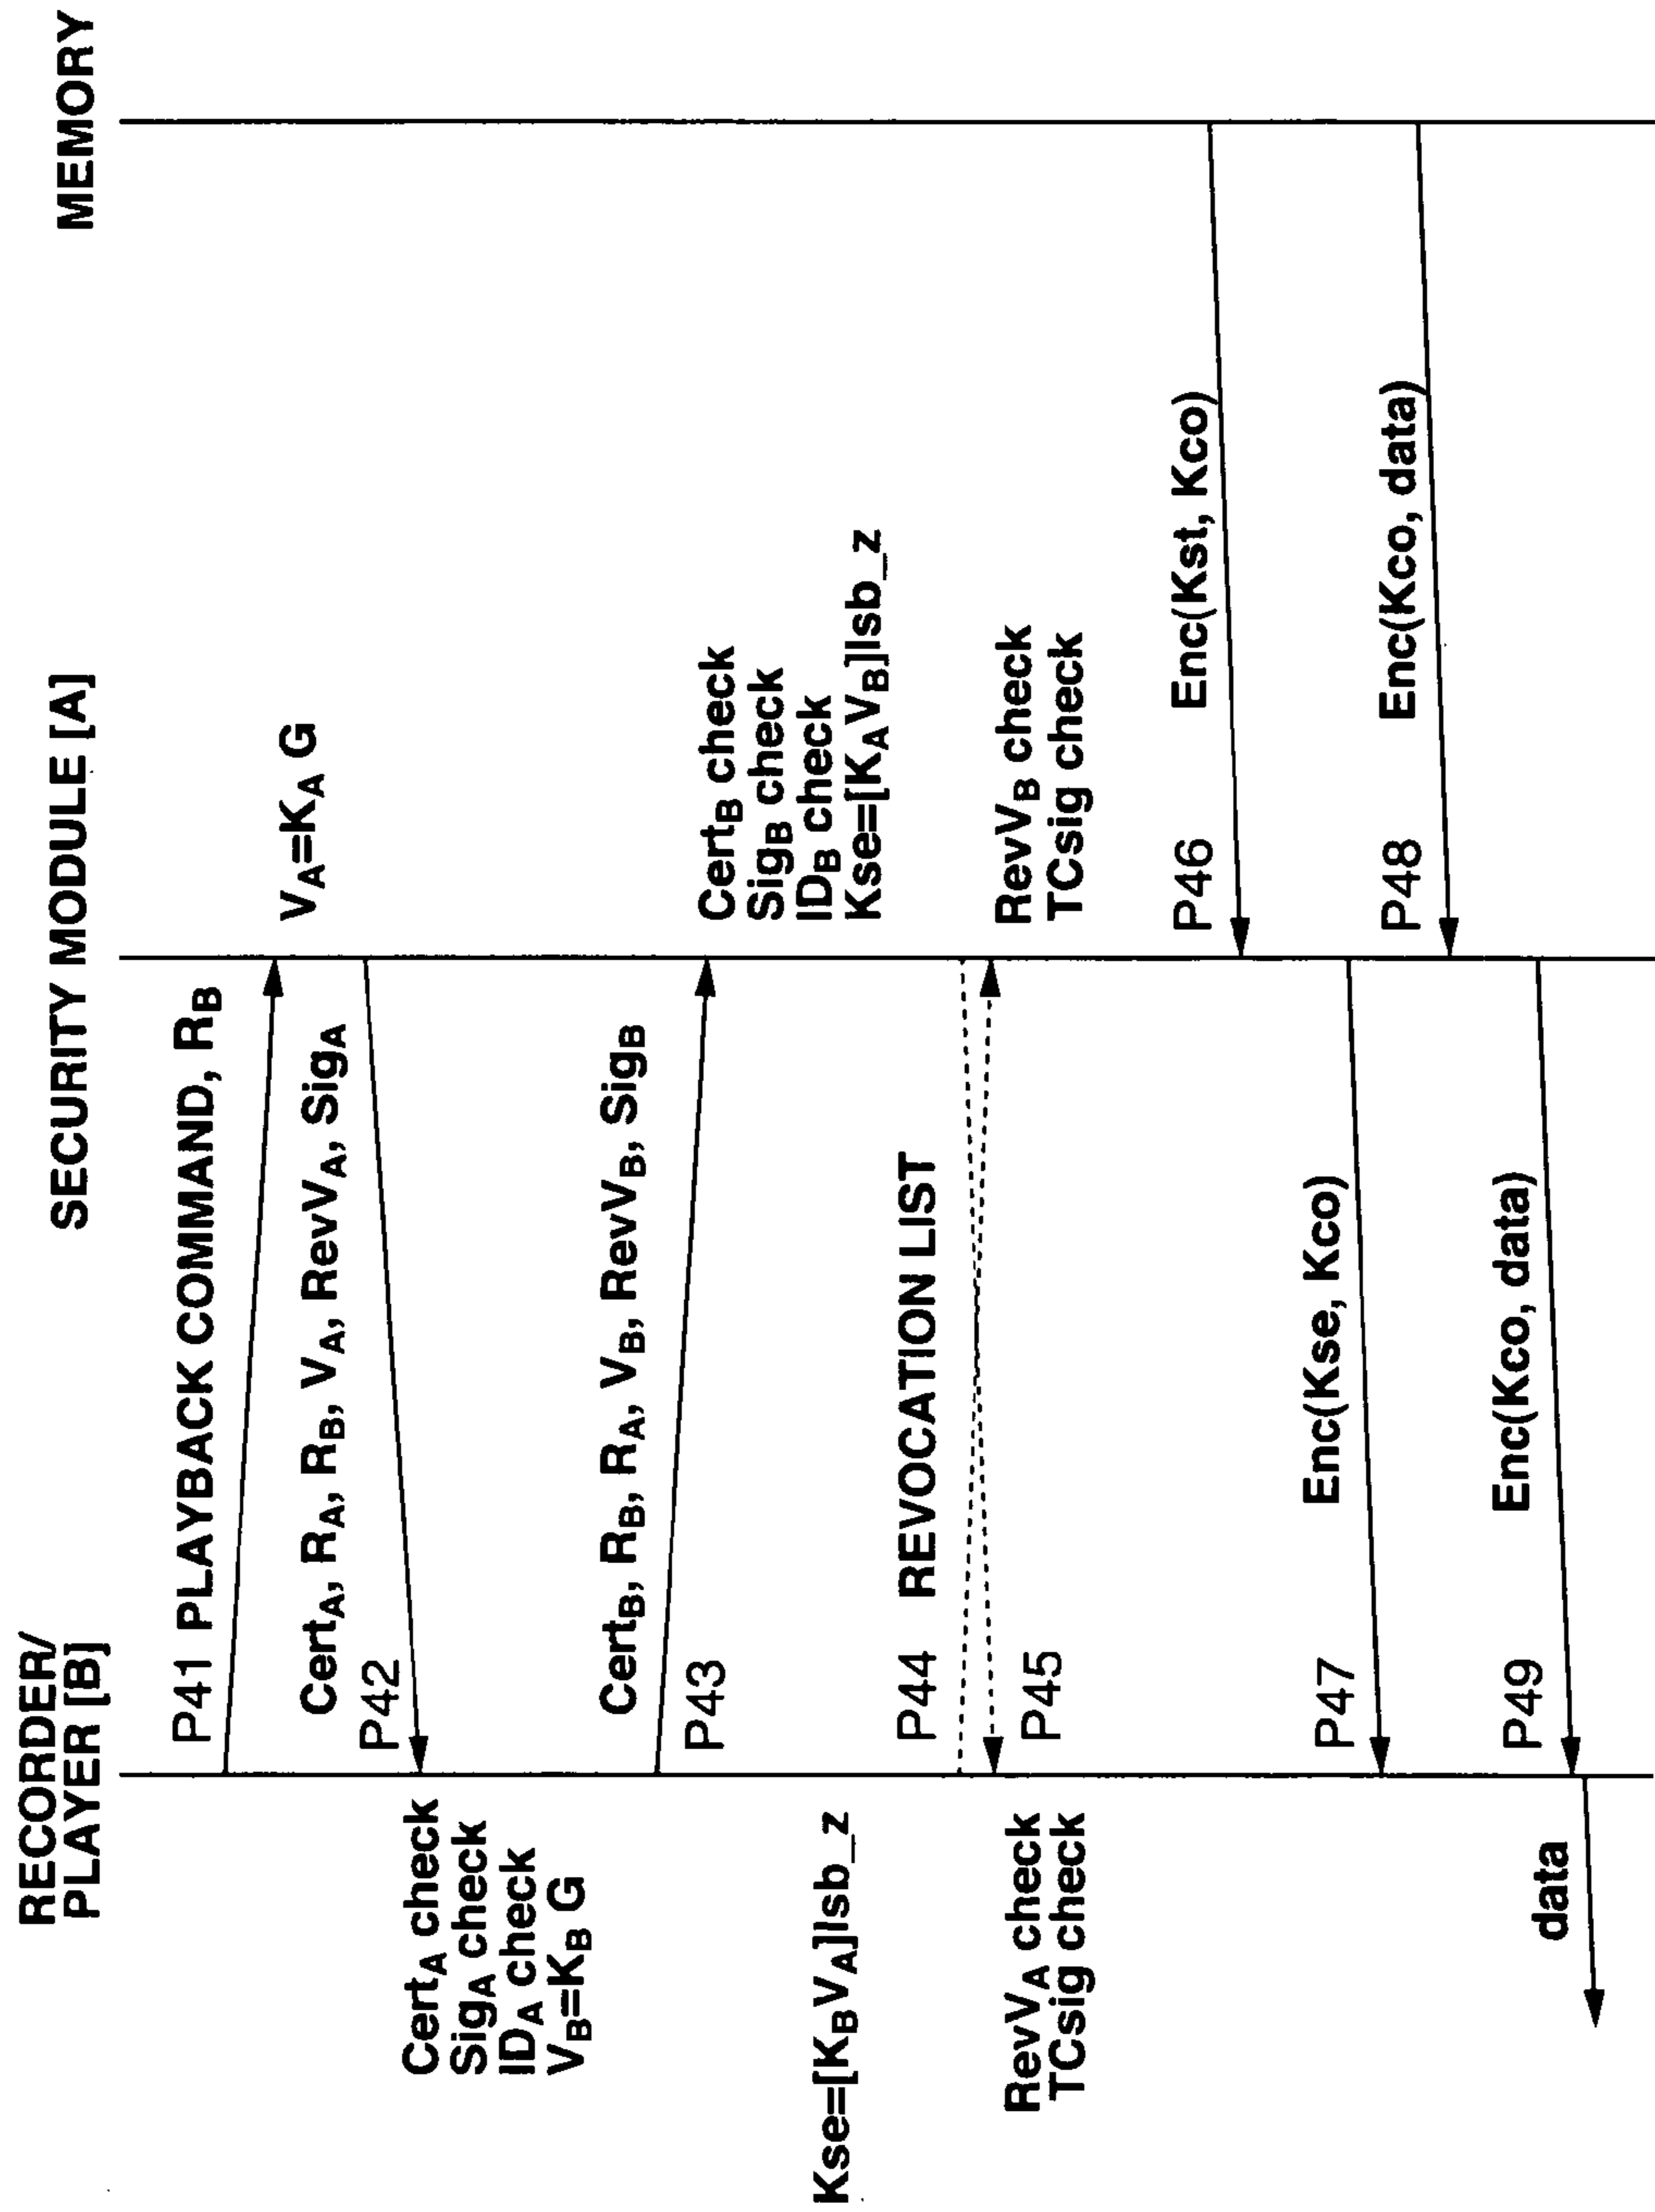 RECORDER/
PLAYER [B]
SECURITY MODULE [A]
MEMORY
P41 PLAYBACK COMMAND, RB
VA=KA G
CertA, RA, RB, VA, RevVA, SigA
P42
CertA check
SigA check
IDA check
VB=KB G
CertB, RB, RA, VB, RevVB, SigB
P43
CertB check
SigB check
IDB check
Kse=[KAVB]lsb_z
Kse=[KBVA]lsb_z
P44 REVOCATION LIST
P45
RevVA check
TCsig check
RevVB check
TCsig check
P46 Enc(Kst, Kco)
P47 Enc(Kse, Kco)
P48 Enc(Kco, data)
P49 Enc(Kco, data)
data